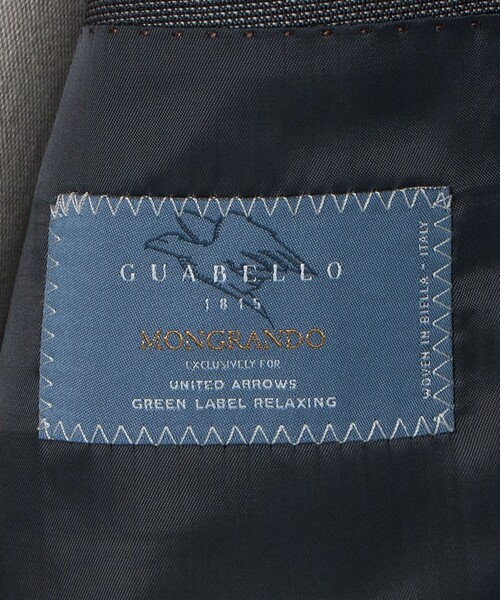 GUABELLO
1815
MONGRANDO
EXCLUSIVELY FOR
UNITED ARROWS
GREEN LABEL RELAXING
WOVEN IN BIELLA - ITALY